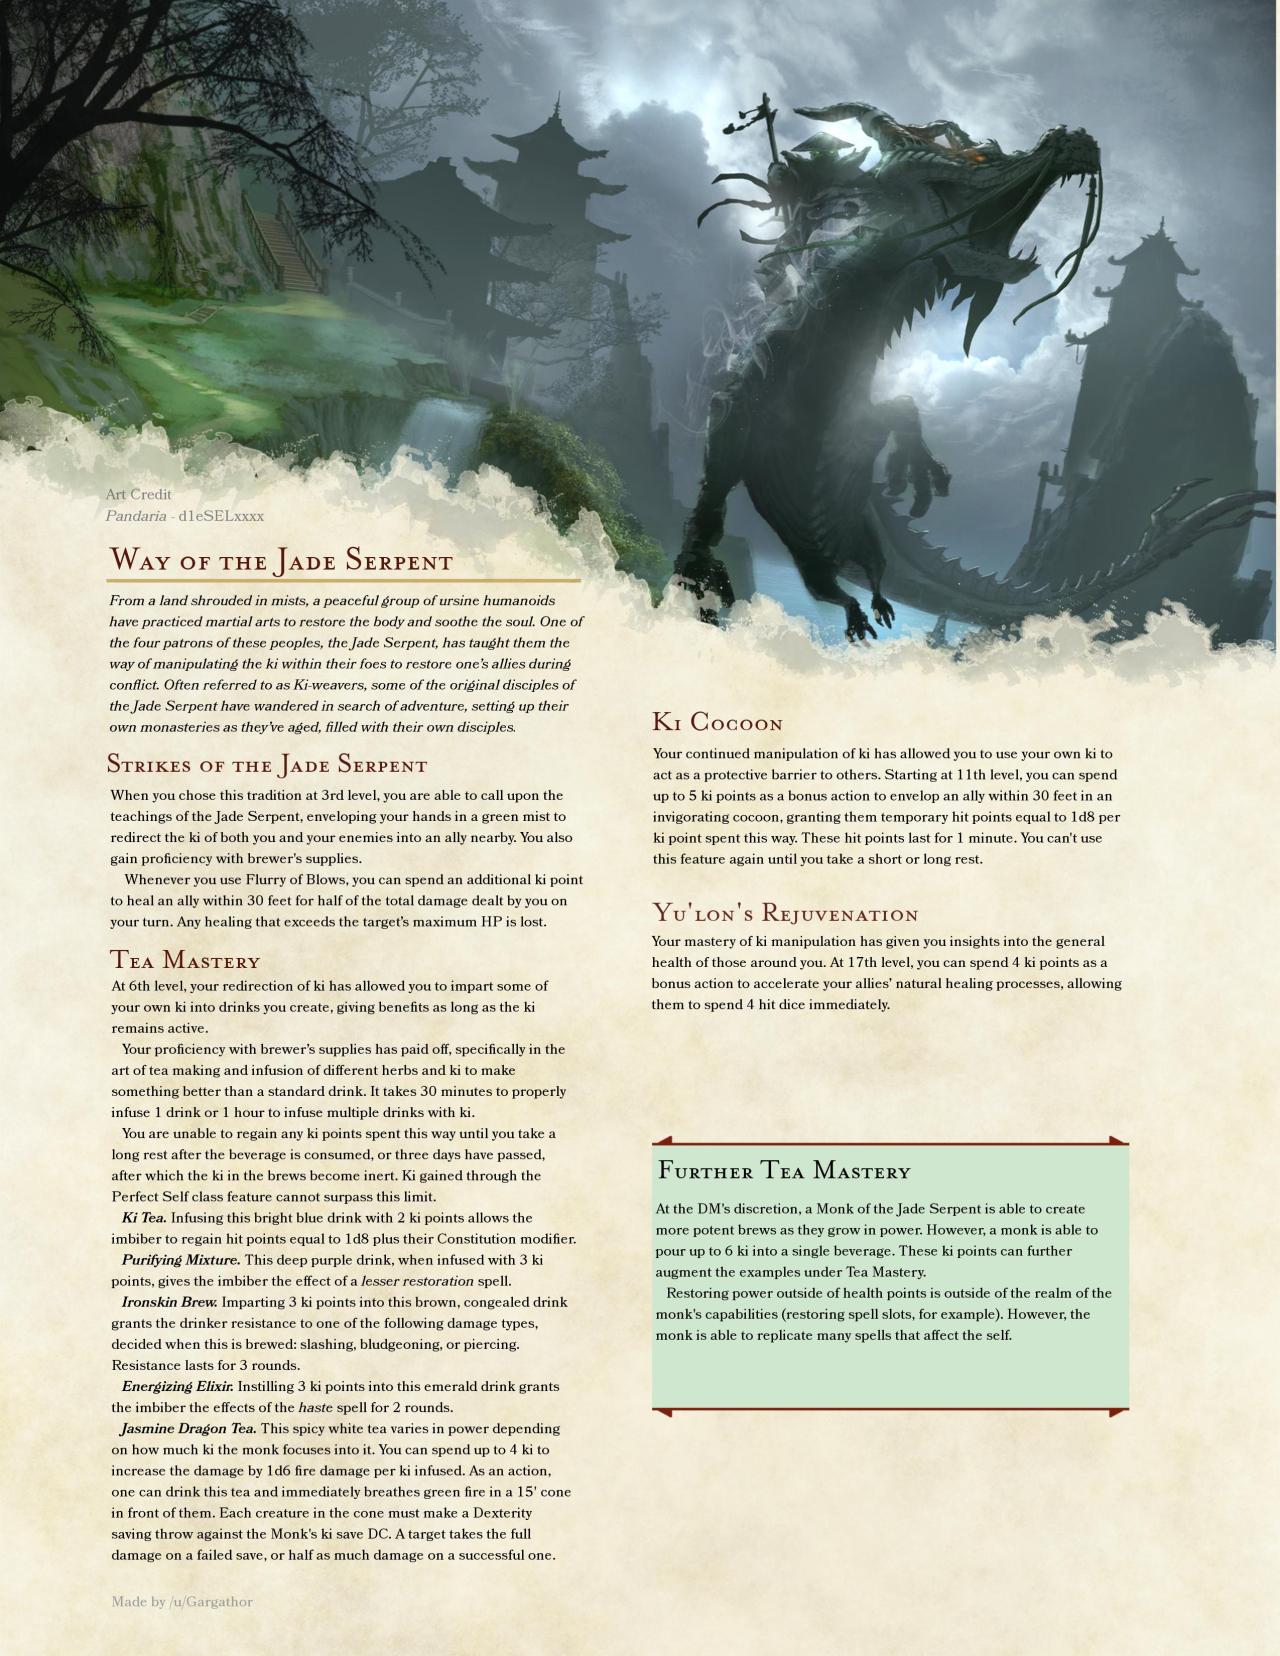 Art Credit
Pandaria - d1eSELxxxx
Way of the Jade Serpent
From a land shrouded in mists, a peaceful group of ursine humanoids
have practiced martial arts to restore the body and soothe the soul. One of
the four patrons of these peoples, the Jade Serpent, has taught them the
way of manipulating the ki within their foes to restore one's allies during
conflict. Often referred to as Ki-weavers, some of the original disciples of
the Jade Serpent have wandered in search of adventure, setting up their
own monasteries as they've aged, filled with their own disciples.
Strikes of the Jade Serpent
When you chose this tradition at 3rd level, you are able to call upon the
teachings of the Jade Serpent, enveloping your hands in a green mist to
redirect the ki of both you and your enemies into an ally nearby. You also
gain proficiency with brewer's supplies.
Whenever you use Flurry of Blows, you can spend an additional ki point
to heal an ally within 30 feet for half of the total damage dealt by you on
your turn. Any healing that exceeds the target's maximum HP is lost.
Tea Mastery
At 6th level, your redirection of ki has allowed you to impart some of
your own ki into drinks you create, giving benefits as long as the ki
remains active.
Your proficiency with brewer's supplies has paid off, specifically in the
art of tea making and infusion of different herbs and ki to make
something better than a standard drink. It takes 30 minutes to properly
infuse 1 drink or 1 hour to infuse multiple drinks with ki.
You are unable to regain any ki points spent this way until you take a
long rest after the beverage is consumed, or three days have passed,
after which the ki in the brews become inert. Ki gained through the
Perfect Self class feature cannot surpass this limit.
Ki Tea. Infusing this bright blue drink with 2 ki points allows the
imbiber to regain hit points equal to 1d8 plus their Constitution modifier.
Purifying Mixture. This deep purple drink, when infused with 3 ki
points, gives the imbiber the effect of a lesser restoration spell.
Ironskin Brew. Imparting 3 ki points into this brown, congealed drink
grants the drinker resistance to one of the following damage types,
decided when this is brewed: slashing, bludgeoning, or piercing.
Resistance lasts for 3 rounds.
Energizing Elixir. Instilling 3 ki points into this emerald drink grants
the imbiber the effects of the haste spell for 2 rounds.
Jasmine Dragon Tea. This spicy white tea varies in power depending
on how much ki the monk focuses into it. You can spend up to 4 ki to
increase the damage by 1d6 fire damage per ki infused. As an action,
one can drink this tea and immediately breathes green fire in a 15' cone
in front of them. Each creature in the cone must make a Dexterity
saving throw against the Monk's ki save DC. A target takes the full
damage on a failed save, or half as much damage on a successful one.
Made by /u/Gargathor
Ki Cocoon
Your continued manipulation of ki has allowed you to use your own ki to
act as a protective barrier to others. Starting at 11th level, you can spend
up to 5 ki points as a bonus action to envelop an ally within 30 feet in an
invigorating cocoon, granting them temporary hit points equal to 1d8 per
ki point spent this way. These hit points last for 1 minute. You can't use
this feature again until you take a short or long rest.
Yu'lon's Rejuvenation
Your mastery of ki manipulation has given you insights into the general
health of those around you. At 17th level, you can spend 4 ki points as a
bonus action to accelerate your allies' natural healing processes, allowing
them to spend 4 hit dice immediately.
Further Tea Mastery
At the DM's discretion, a Monk of the Jade Serpent is able to create
more potent brews as they grow in power. However, a monk is able to
pour up to 6 ki into a single beverage. These ki points can further
augment the examples under Tea Mastery.
Restoring power outside of health points is outside of the realm of the
monk's capabilities (restoring spell slots, for example). However, the
monk is able to replicate many spells that affect the self.